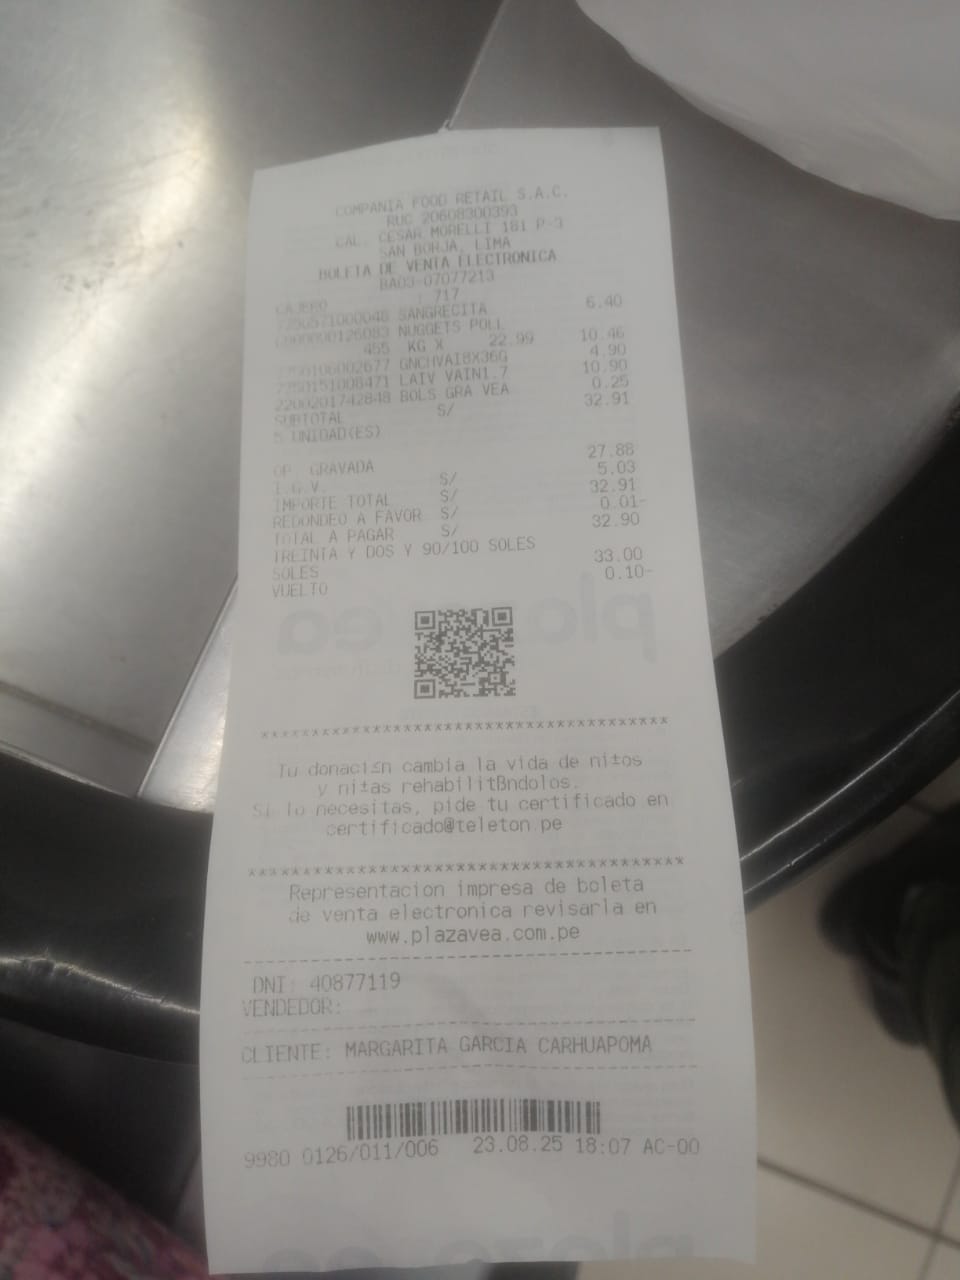 COMPANIA FOOD RETAIL S.A.C.
RUC 20608300393
CAL. CESAR MORELLI 181 P-3
SAN BORJA, LIMA
BOLETA DE VENTA ELECTRONICA
BA03-07077213
CAJERO : 717
7750571000048 SANGRECITA 6.40
NUGGETS POLL
455 KG X 22.99 10.46
7750106002677 GNCHVAI8X36G 4.90
7750151008471 LAIV VAIN1.7 10.90
2200201742848 BOLS GRA VEA 0.25
SUBTOTAL S/ 32.91
5 UNIDAD(ES)
OP. GRAVADA S/ 27.88
I.G.V. S/ 5.03
IMPORTE TOTAL S/ 32.91
REDONDEO A FAVOR S/ 0.01-
TOTAL A PAGAR S/ 32.90
TREINTA Y DOS Y 90/100 SOLES
SOLES 33.00
VUELTO 0.10-
****************************************
Tu donación cambia la vida de ni±os
y ni±as rehabilitßndolos.
Si lo necesitas, pide tu certificado en
certificado@teleton.pe
****************************************
Representacion impresa de boleta
de venta electronica revisarla en
www.plazavea.com.pe
DNI: 40877119
VENDEDOR:
CLIENTE: MARGARITA GARCIA CARHUAPOMA
9980 0126/011/006 23.08.25 18:07 AC-00